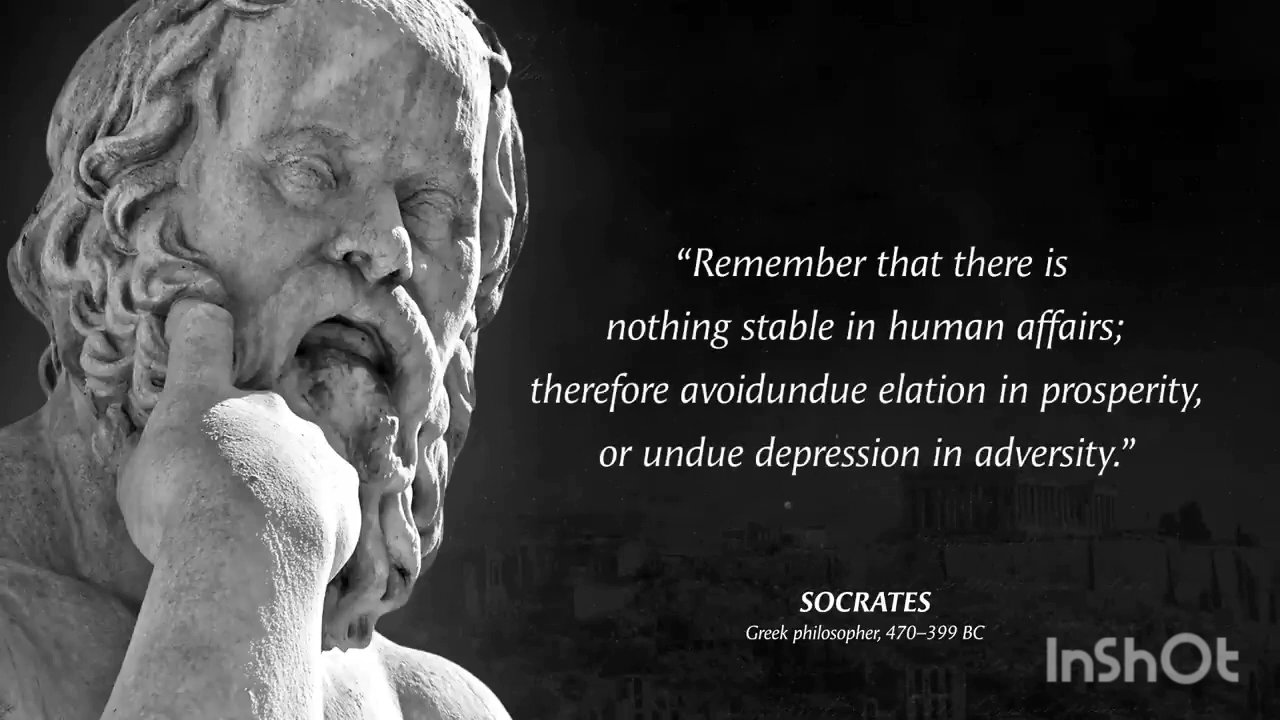 “Remember that there is
nothing stable in human affairs;
therefore avoidundue elation in prosperity,
or undue depression in adversity.”
SOCRATES
Greek philosopher, 470–399 BC
InShOt